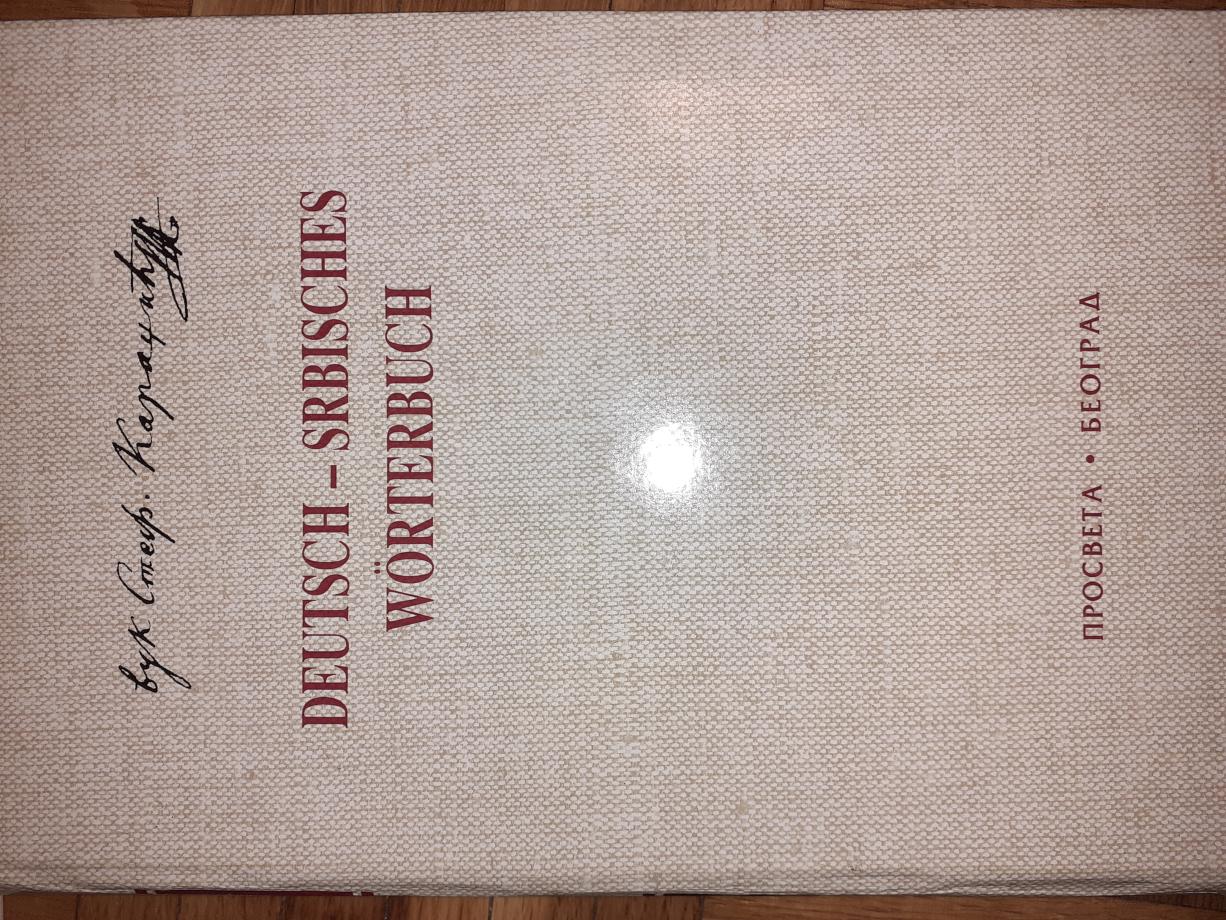 Вук Стеф. Караџић
DEUTSCH – SRBISCHES
WÖRTERBUCH
ПРОСВЕТА • БЕОГРАД